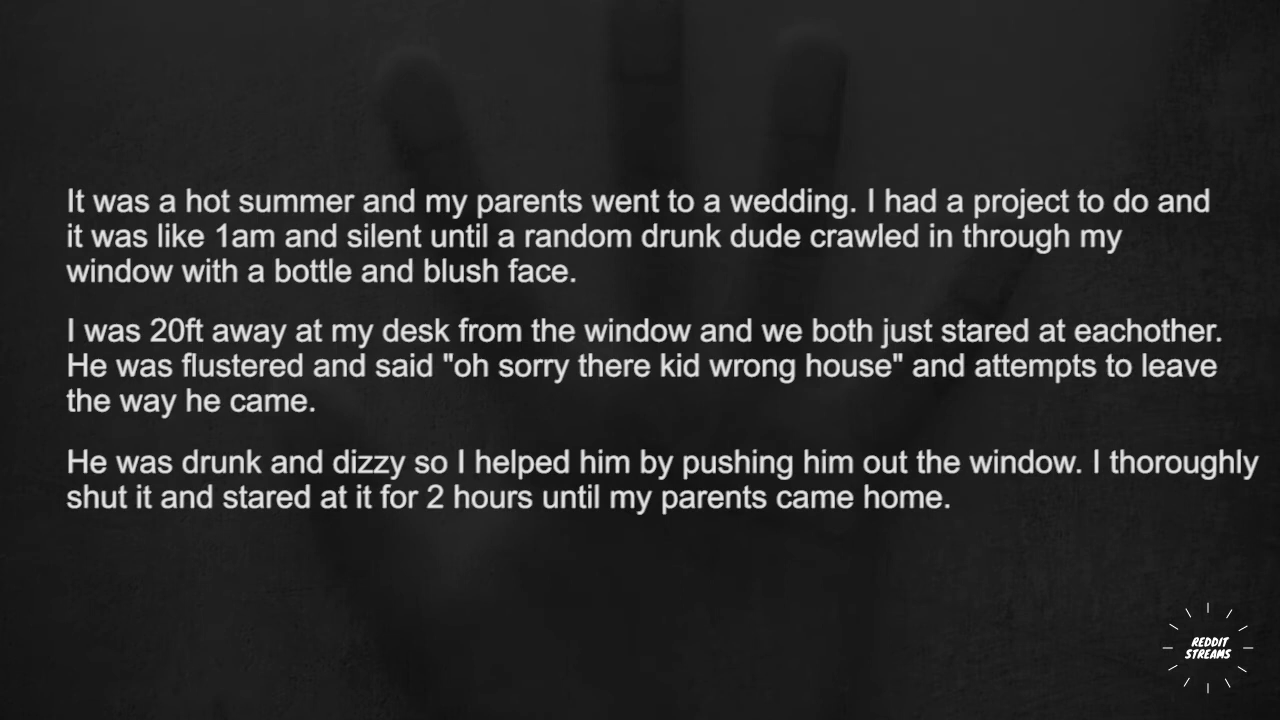 It was a hot summer and my parents went to a wedding. I had a project to do and
it was like 1am and silent until a random drunk dude crawled in through my
window with a bottle and blush face.
I was 20ft away at my desk from the window and we both just stared at eachother.
He was flustered and said "oh sorry there kid wrong house" and attempts to leave
the way he came.
He was drunk and dizzy so I helped him by pushing him out the window. I thoroughly
shut it and stared at it for 2 hours until my parents came home.
REDDIT
STREAMS